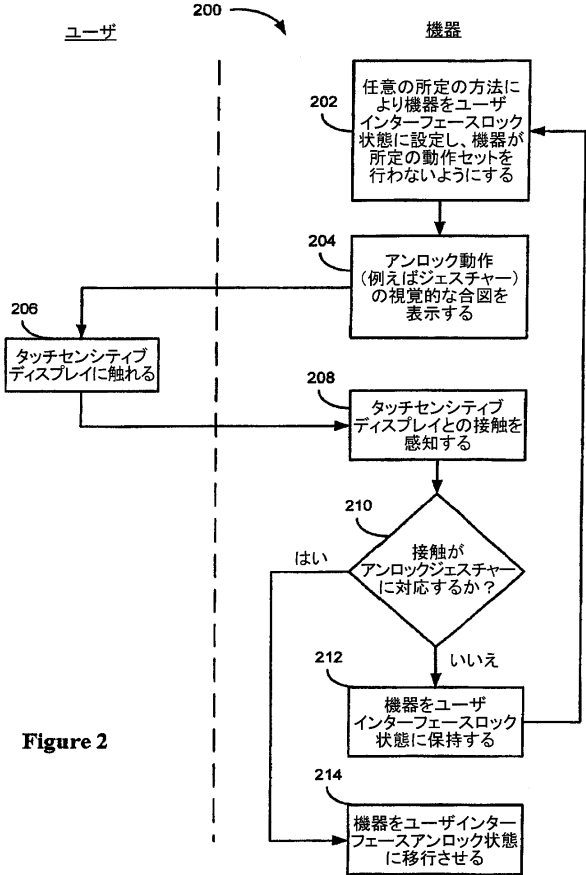 200
ユーザ
機器
202
任意の所定の方法に
より機器をユーザ
インターフェースロック
状態に設定し、機器が
所定の動作セットを
行わないようにする
204
アンロック動作
(例えばジェスチャー)
の視覚的な合図を
表示する
206
タッチセンシティブ
ディスプレイに触れる
208
タッチセンシティブ
ディスプレイとの接触を
感知する
210
接触が
アンロックジェスチャー
に対応するか？
はい
いいえ
212
機器をユーザ
インターフェースロック
状態に保持する
214
機器をユーザインター
フェースアンロック状態
に移行させる
Figure 2